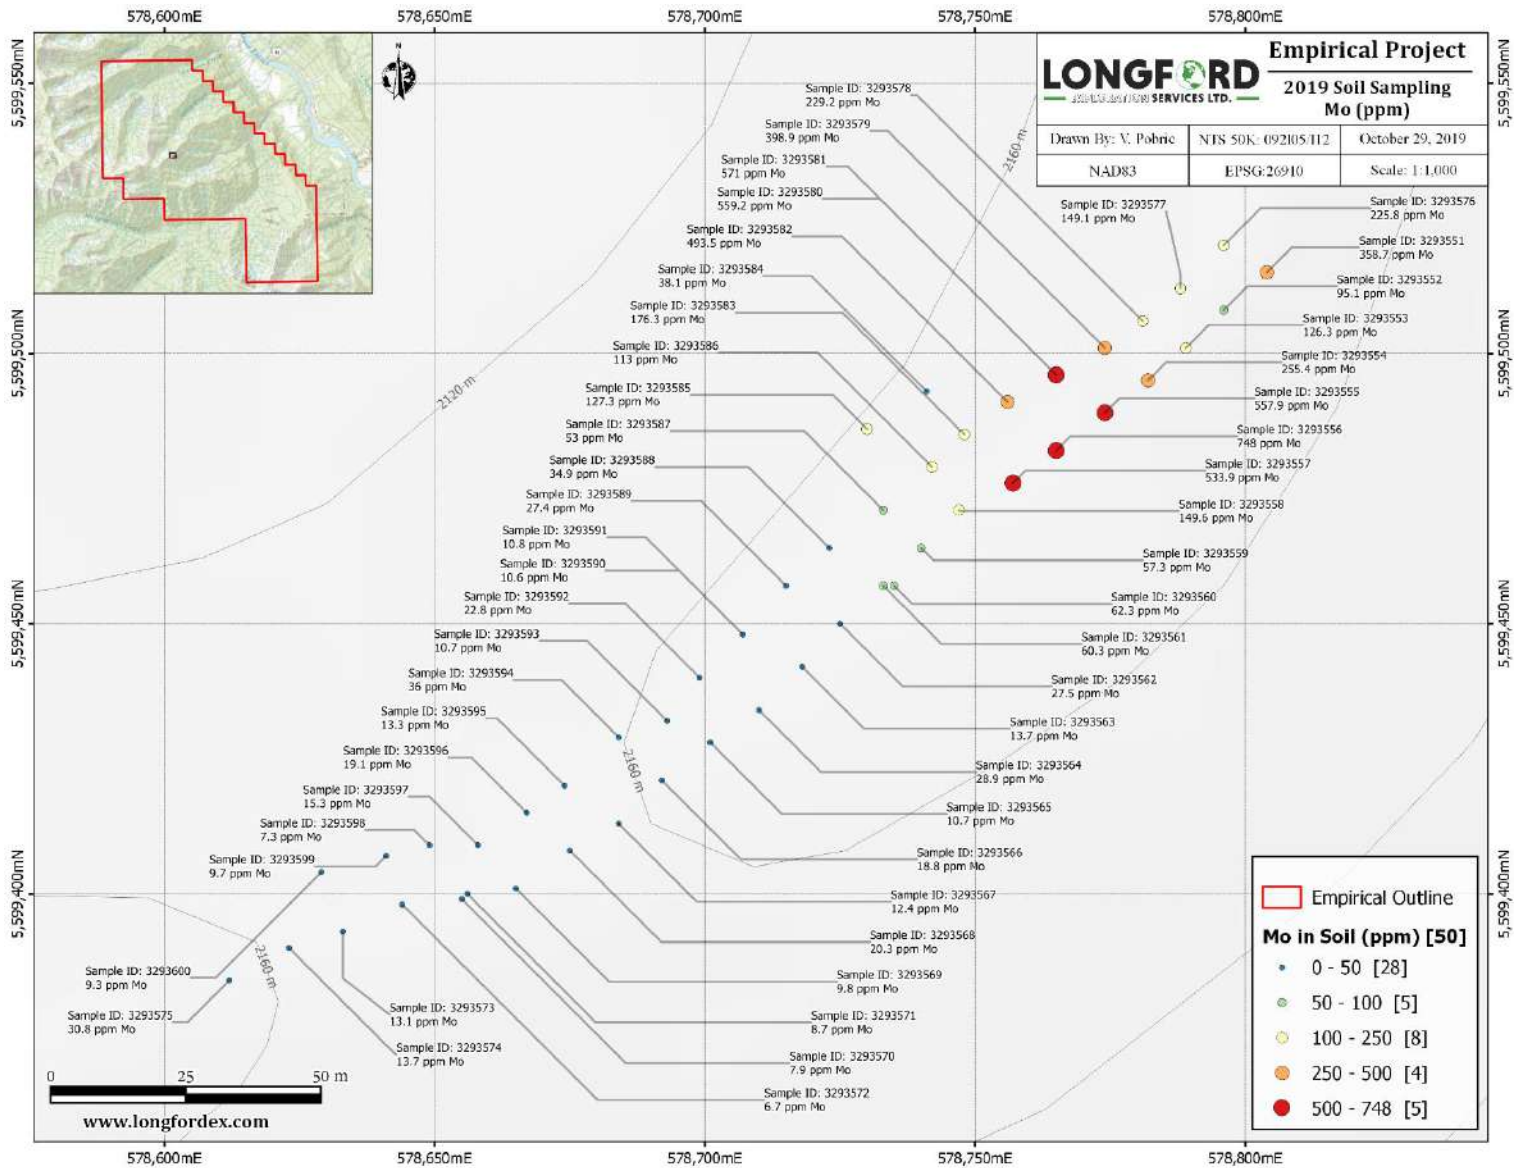 578,600mE
578,650mE
578,700mE
578,750mE
578,800mE
5,599,550mN
5,599,500mN
5,599,450mN
5,599,400mN
5,599,550mN
5,599,500mN
5,599,450mN
5,599,400mN
N
LONGFORD
EXPLORATION SERVICES LTD.
Empirical Project
2019 Soil Sampling
Mo (ppm)
Drawn By: V. Pobric
NTS 50K: 092I05/I12
October 29, 2019
NAD83
EPSG:26910
Scale: 1:1,000
Sample ID: 3293578
229.2 ppm Mo
Sample ID: 3293579
398.9 ppm Mo
Sample ID: 3293581
571 ppm Mo
Sample ID: 3293580
559.2 ppm Mo
Sample ID: 3293582
493.5 ppm Mo
Sample ID: 3293584
38.1 ppm Mo
Sample ID: 3293583
176.3 ppm Mo
Sample ID: 3293586
113 ppm Mo
Sample ID: 3293585
127.3 ppm Mo
Sample ID: 3293587
53 ppm Mo
Sample ID: 3293588
34.9 ppm Mo
Sample ID: 3293589
27.4 ppm Mo
Sample ID: 3293591
10.8 ppm Mo
Sample ID: 3293590
10.6 ppm Mo
Sample ID: 3293592
22.8 ppm Mo
Sample ID: 3293593
10.7 ppm Mo
Sample ID: 3293594
36 ppm Mo
Sample ID: 3293595
13.3 ppm Mo
Sample ID: 3293596
19.1 ppm Mo
Sample ID: 3293597
15.3 ppm Mo
Sample ID: 3293598
7.3 ppm Mo
Sample ID: 3293599
9.7 ppm Mo
Sample ID: 3293600
9.3 ppm Mo
Sample ID: 3293575
30.8 ppm Mo
Sample ID: 3293577
149.1 ppm Mo
Sample ID: 3293576
225.8 ppm Mo
Sample ID: 3293551
358.7 ppm Mo
Sample ID: 3293552
95.1 ppm Mo
Sample ID: 3293553
126.3 ppm Mo
Sample ID: 3293554
255.4 ppm Mo
Sample ID: 3293555
557.9 ppm Mo
Sample ID: 3293556
748 ppm Mo
Sample ID: 3293557
533.9 ppm Mo
Sample ID: 3293558
149.6 ppm Mo
Sample ID: 3293559
57.3 ppm Mo
Sample ID: 3293560
62.3 ppm Mo
Sample ID: 3293561
60.3 ppm Mo
Sample ID: 3293562
27.5 ppm Mo
Sample ID: 3293563
13.7 ppm Mo
Sample ID: 3293564
28.9 ppm Mo
Sample ID: 3293565
10.7 ppm Mo
Sample ID: 3293566
18.8 ppm Mo
Sample ID: 3293567
12.4 ppm Mo
Sample ID: 3293568
20.3 ppm Mo
Sample ID: 3293569
9.8 ppm Mo
Sample ID: 3293571
8.7 ppm Mo
Sample ID: 3293570
7.9 ppm Mo
Sample ID: 3293572
6.7 ppm Mo
Sample ID: 3293573
13.1 ppm Mo
Sample ID: 3293574
13.7 ppm Mo
2160 m
2120 m
2160 m
2160 m
Empirical Outline
Mo in Soil (ppm) [50]
0 - 50 [28]
50 - 100 [5]
100 - 250 [8]
250 - 500 [4]
500 - 748 [5]
0 25 50 m
www.longfordex.com
578,600mE
578,650mE
578,700mE
578,750mE
578,800mE